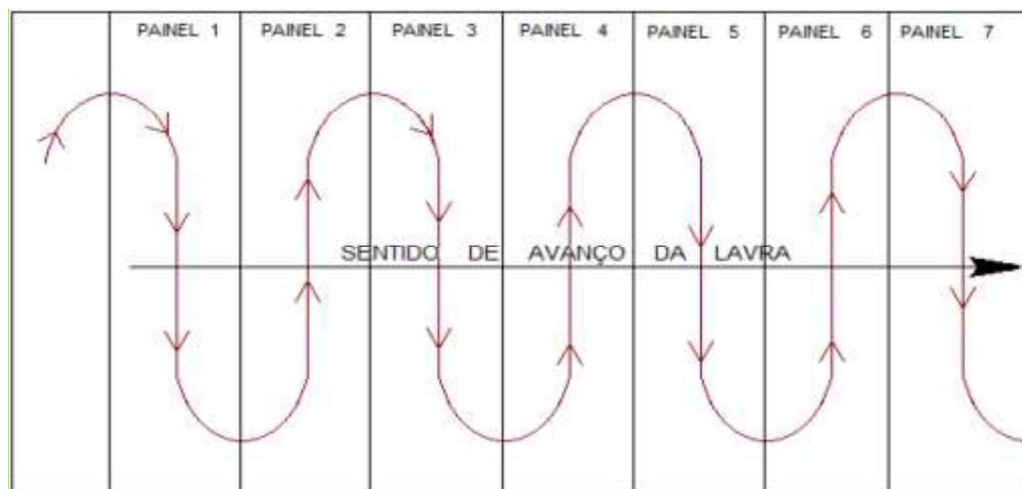 PAINEL 1 PAINEL 2 PAINEL 3 PAINEL 4 PAINEL 5 PAINEL 6 PAINEL 7
SENTIDO DE AVANÇO DA LAVRA